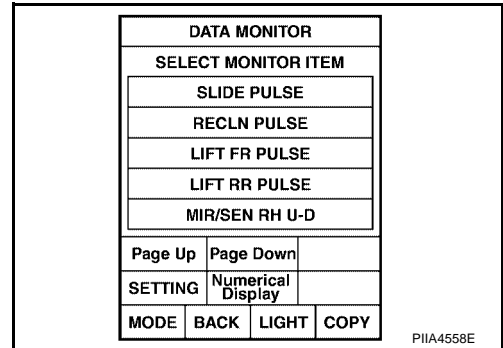 DATA MONITOR
SELECT MONITOR ITEM
SLIDE PULSE
RECLN PULSE
LIFT FR PULSE
LIFT RR PULSE
MIR/SEN RH U-D
Page Up Page Down
SETTING Numerical Display
MODE BACK LIGHT COPY
PIIA4558E